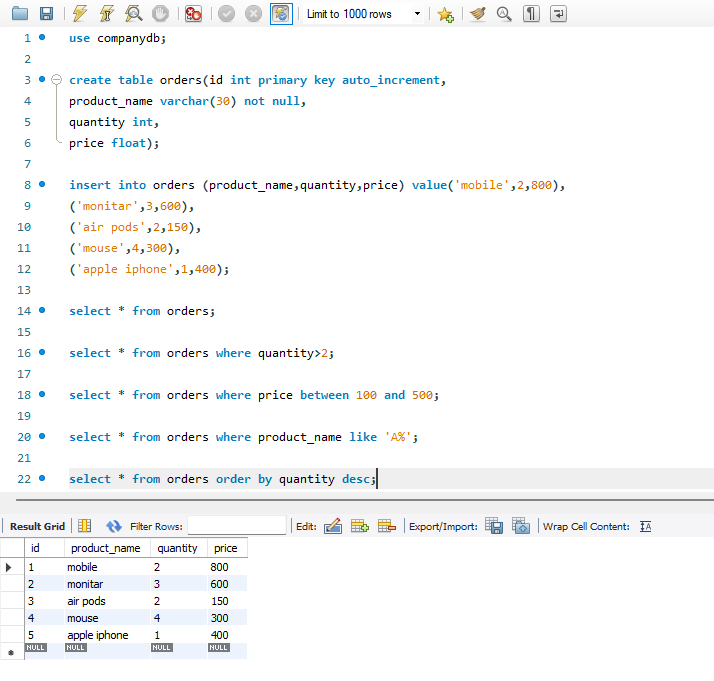 Limit to 1000 rows
1 use companydb;
2
3 create table orders(id int primary key auto_increment,
4 product_name varchar(30) not null,
5 quantity int,
6 price float);
7
8 insert into orders (product_name,quantity,price) value('mobile',2,800),
9 ('monitar',3,600),
10 ('air pods',2,150),
11 ('mouse',4,300),
12 ('apple iphone',1,400);
13
14 select * from orders;
15
16 select * from orders where quantity>2;
17
18 select * from orders where price between 100 and 500;
19
20 select * from orders where product_name like 'A%';
21
22 select * from orders order by quantity desc;
Result Grid Filter Rows: Edit: Export/Import: Wrap Cell Content:
id product_name quantity price
1 mobile 2 800
2 monitar 3 600
3 air pods 2 150
4 mouse 4 300
5 apple iphone 1 400
NULL NULL NULL NULL